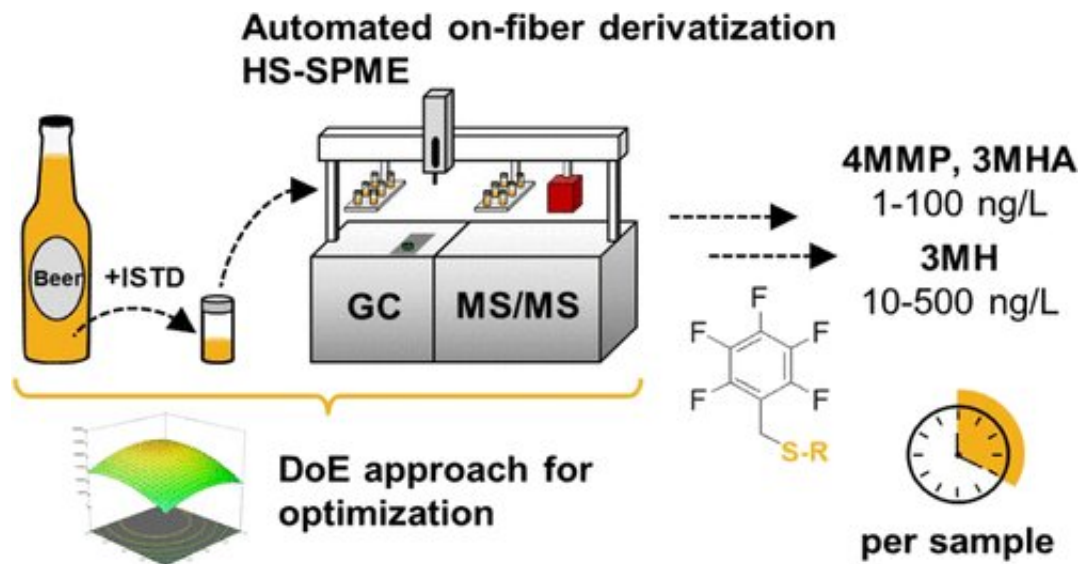 Automated on-fiber derivatization
HS-SPME
Beer
+ISTD
GC
MS/MS
4MMP, 3MHA
1-100 ng/L
3MH
10-500 ng/L
F
F
F
F
F
S-R
DoE approach for
optimization
per sample